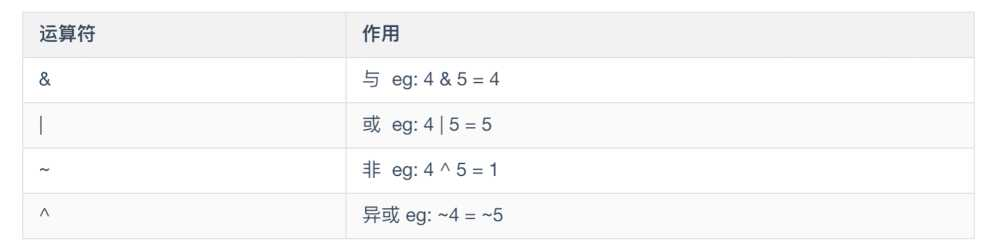 运算符 作用
& 与 eg: 4 & 5 = 4
| 或 eg: 4 | 5 = 5
~ 非 eg: 4 ^ 5 = 1
^ 异或 eg: ~4 = ~5